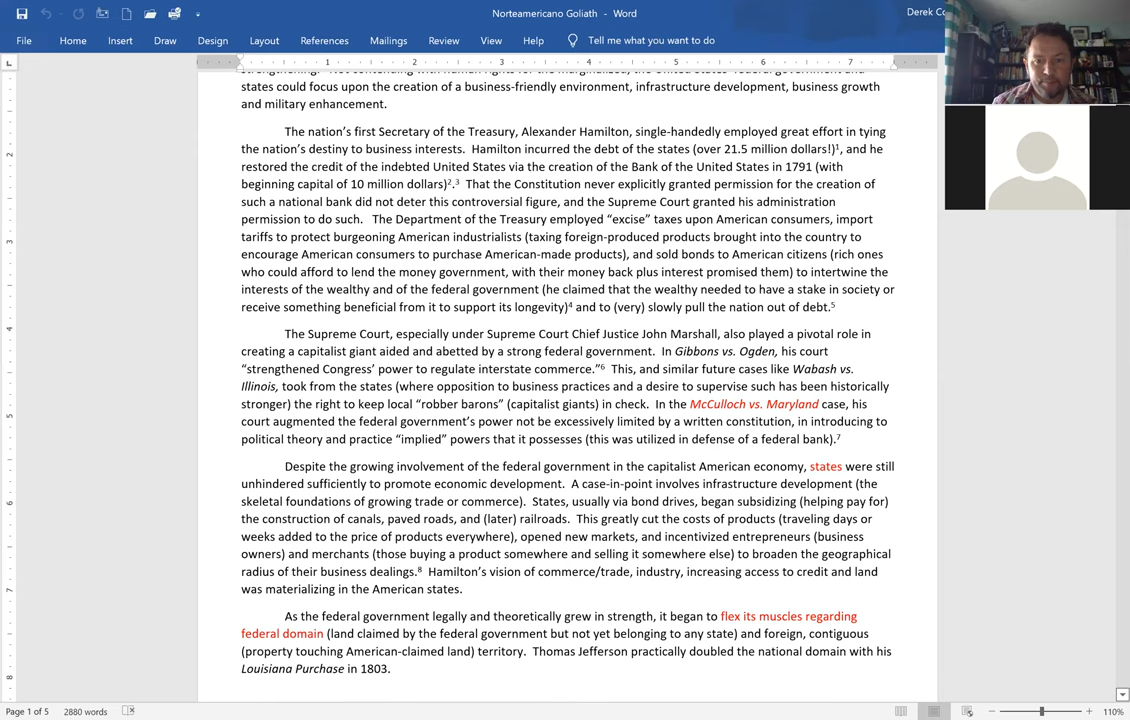 Norteamericano Goliath - Word
Derek Co
File Home Insert Draw Design Layout References Mailings Review View Help Tell me what you want to do
1 2 3 4 5 6 7
states could focus upon the creation of a business-friendly environment, infrastructure development, business growth
and military enhancement.
The nation's first Secretary of the Treasury, Alexander Hamilton, single-handedly employed great effort in tying
the nation's destiny to business interests. Hamilton incurred the debt of the states (over 21.5 million dollars!)¹, and he
restored the credit of the indebted United States via the creation of the Bank of the United States in 1791 (with
beginning capital of 10 million dollars)².³ That the Constitution never explicitly granted permission for the creation of
such a national bank did not deter this controversial figure, and the Supreme Court granted his administration
permission to do such. The Department of the Treasury employed "excise" taxes upon American consumers, import
tariffs to protect burgeoning American industrialists (taxing foreign-produced products brought into the country to
encourage American consumers to purchase American-made products), and sold bonds to American citizens (rich ones
who could afford to lend the money government, with their money back plus interest promised them) to intertwine the
interests of the wealthy and of the federal government (he claimed that the wealthy needed to have a stake in society or
receive something beneficial from it to support its longevity)⁴ and to (very) slowly pull the nation out of debt.⁵
The Supreme Court, especially under Supreme Court Chief Justice John Marshall, also played a pivotal role in
creating a capitalist giant aided and abetted by a strong federal government. In Gibbons vs. Ogden, his court
"strengthened Congress' power to regulate interstate commerce."⁶ This, and similar future cases like Wabash vs.
Illinois, took from the states (where opposition to business practices and a desire to supervise such has been historically
stronger) the right to keep local "robber barons" (capitalist giants) in check. In the McCulloch vs. Maryland case, his
court augmented the federal government's power not be excessively limited by a written constitution, in introducing to
political theory and practice "implied" powers that it possesses (this was utilized in defense of a federal bank).⁷
Despite the growing involvement of the federal government in the capitalist American economy, states were still
unhindered sufficiently to promote economic development. A case-in-point involves infrastructure development (the
skeletal foundations of growing trade or commerce). States, usually via bond drives, began subsidizing (helping pay for)
the construction of canals, paved roads, and (later) railroads. This greatly cut the costs of products (traveling days or
weeks added to the price of products everywhere), opened new markets, and incentivized entrepreneurs (business
owners) and merchants (those buying a product somewhere and selling it somewhere else) to broaden the geographical
radius of their business dealings.⁸ Hamilton's vision of commerce/trade, industry, increasing access to credit and land
was materializing in the American states.
As the federal government legally and theoretically grew in strength, it began to flex its muscles regarding
federal domain (land claimed by the federal government but not yet belonging to any state) and foreign, contiguous
(property touching American-claimed land) territory. Thomas Jefferson practically doubled the national domain with his
Louisiana Purchase in 1803.
2
3
4
5
6
7
8
Page 1 of 5 2880 words 110%